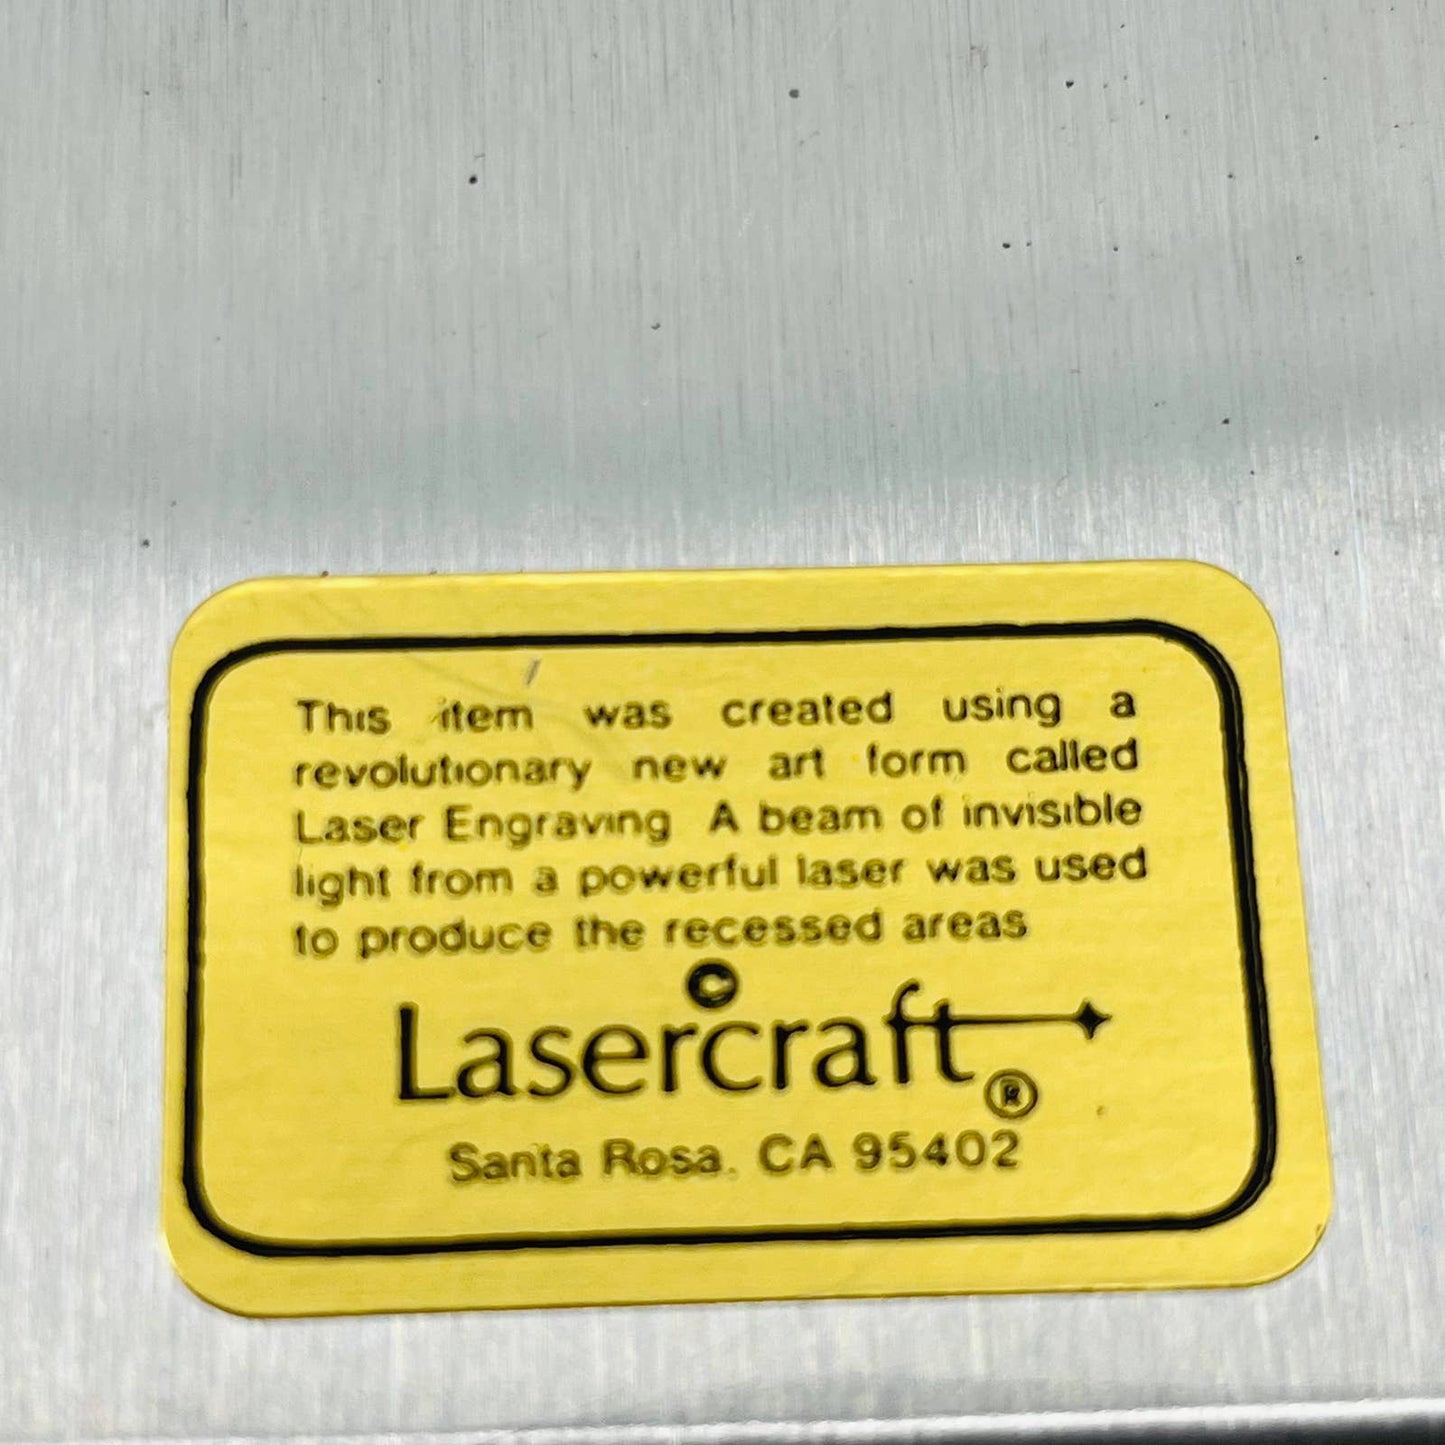 This item was created using a
revolutionary new art form called
Laser Engraving A beam of invisible
light from a powerful laser was used
to produce the recessed areas
©
Lasercraft®
Santa Rosa. CA 95402